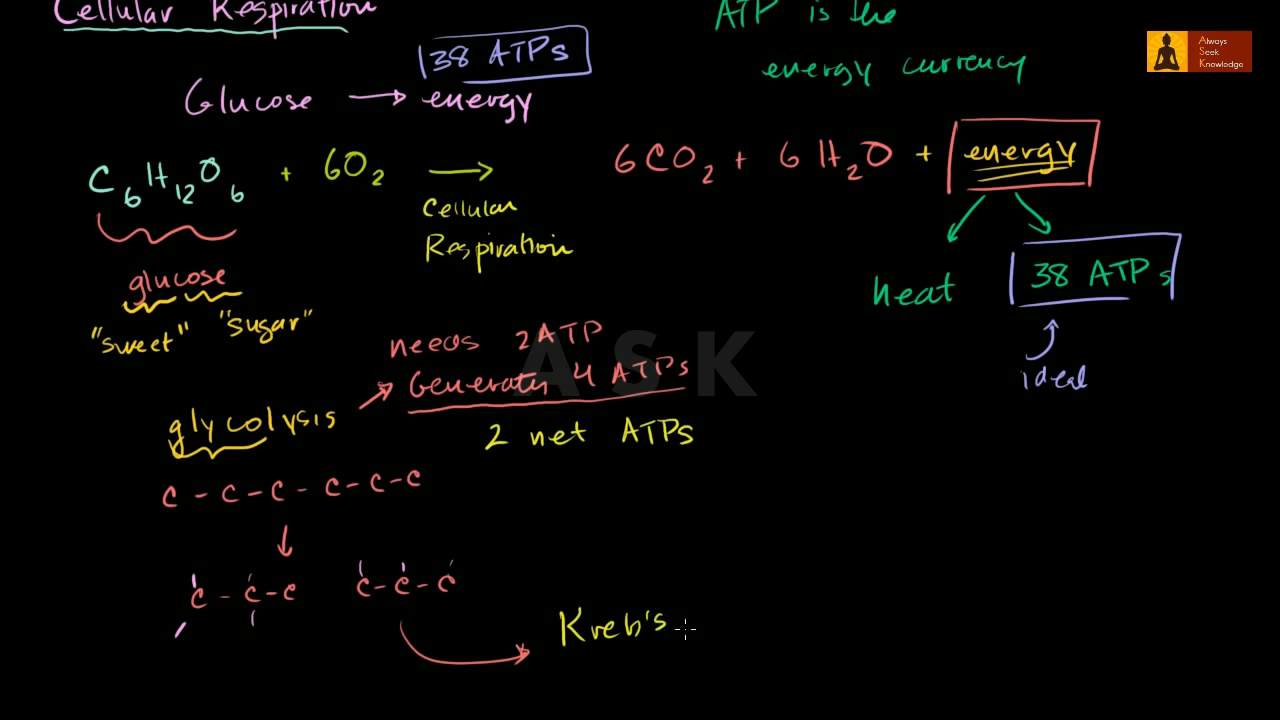 Cellular Respiration
ATP is the
energy currency
Always
Seek
Knowledge
38 ATPs
Glucose → energy
C6H12O6 + 6O2 → 6CO2 + 6H2O + energy
Cellular
Respiration
heat
38 ATPs
ideal
glucose
"sweet" "sugar"
needs 2ATP
Generates 4 ATPs
2 net ATPs
ASK
glycolysis
C - C - C - C - C - C
C - C - C C - C - C
Kreb's